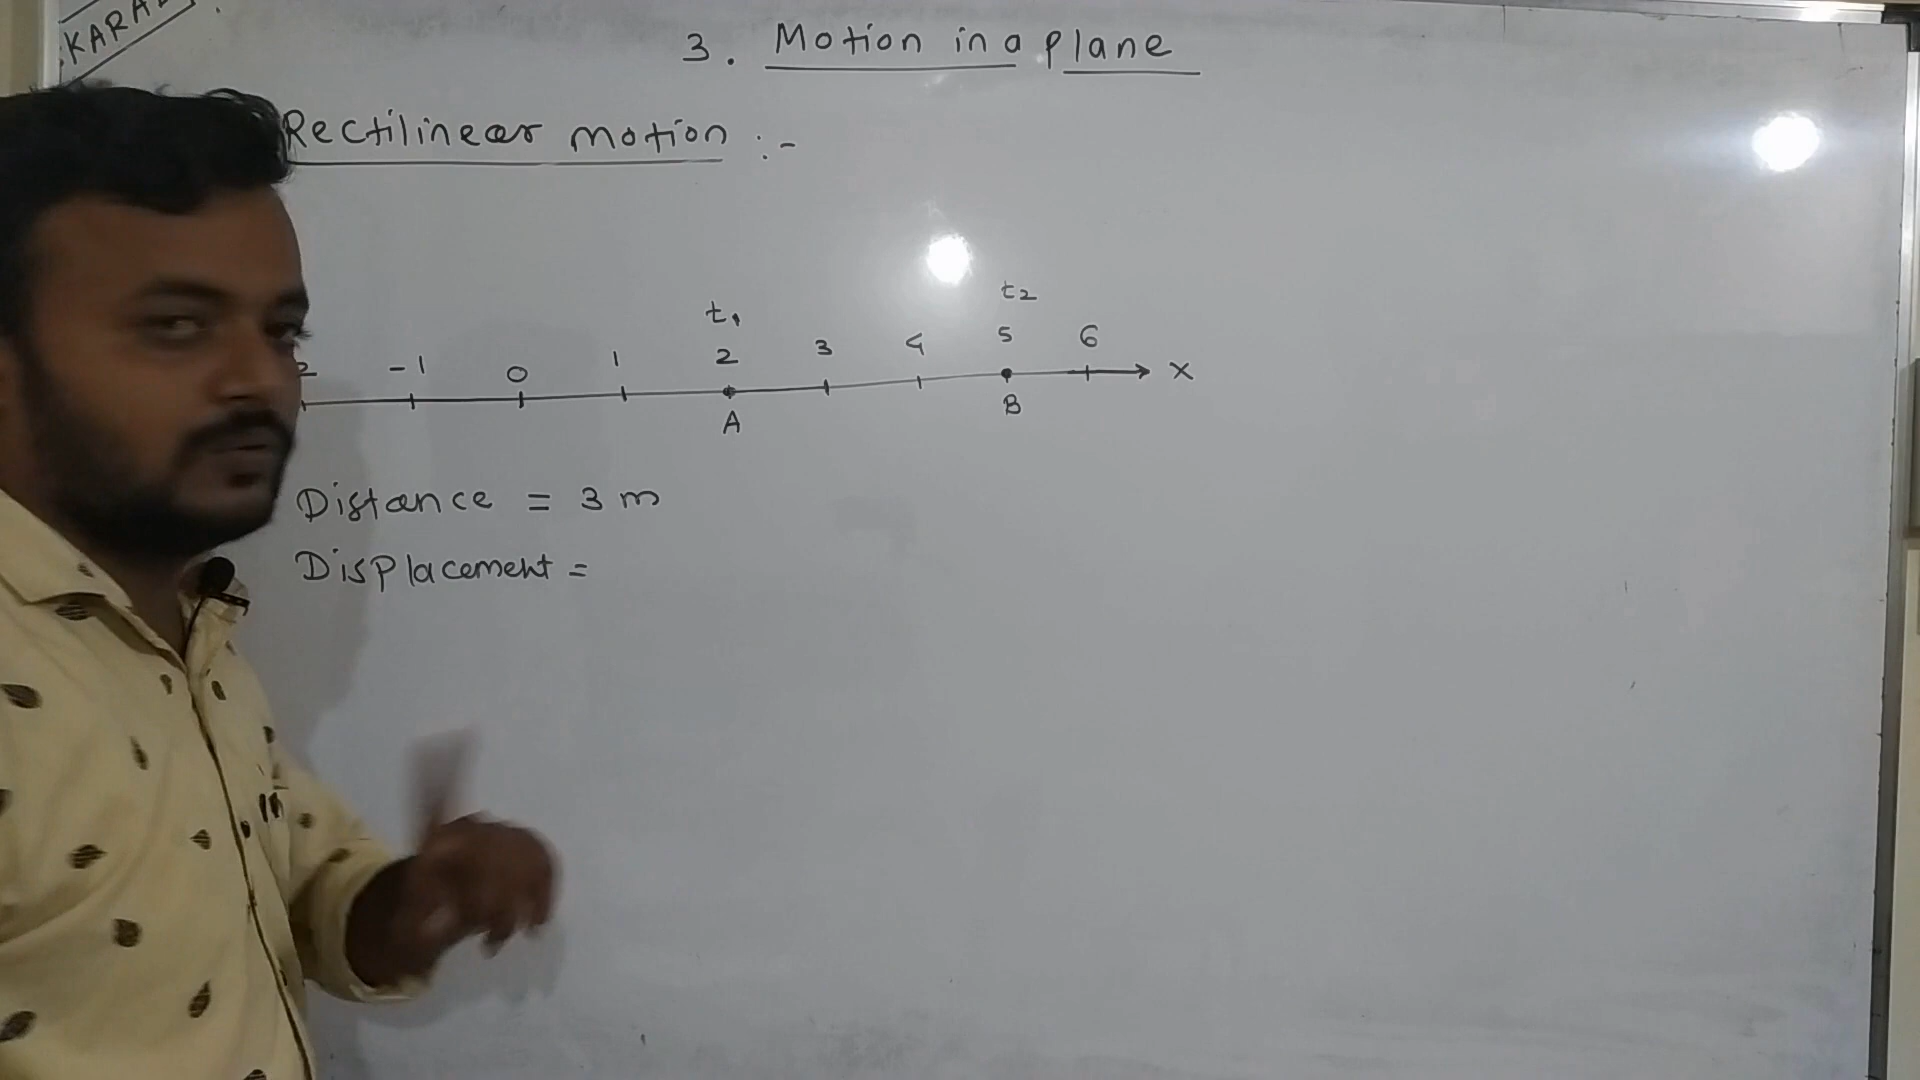 3. Motion in a plane
Rectilinear motion :-
t₁ t₂
2 -1 0 1 2 3 4 5 6 X
A B
Distance = 3 m
Displacement =